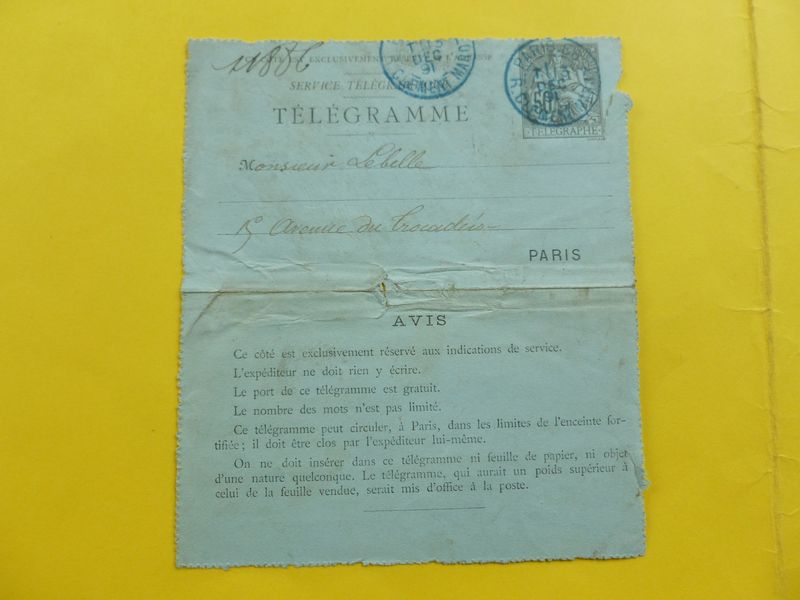 11856
EXCLUSIVEMENT
SERVICE TÉLÉGRAPHIQUE
TÉLÉGRAMME
TÉLÉGRAPHE
Monsieur Lebelle
15 Avenue du Trocadéro
PARIS
AVIS
Ce côté est exclusivement réservé aux indications de service.
L'expéditeur ne doit rien y écrire.
Le port de ce télégramme est gratuit.
Le nombre des mots n'est pas limité.
Ce télégramme peut circuler, à Paris, dans les limites de l'enceinte for-
tifiée; il doit être clos par l'expéditeur lui-même.
On ne doit insérer dans ce télégramme ni feuille de papier, ni objet
d'une nature quelconque. Le télégramme, qui aurait un poids supérieur à
celui de la feuille vendue, serait mis d'office à la poste.